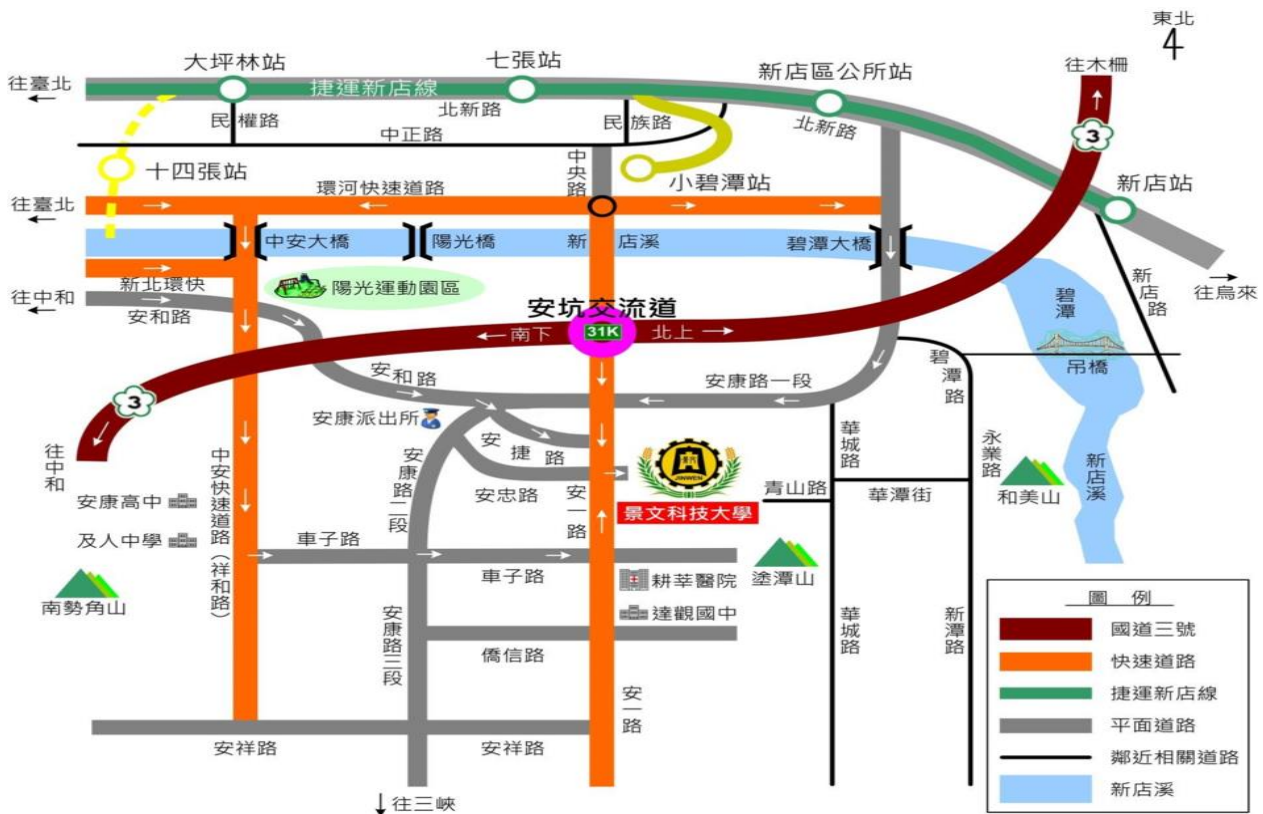 東北
4
往木柵
大坪林站
七張站
新店區公所站
往臺北
捷運新店線
北新路
北新路
3
民權路
中正路
民族路
十四張站
中央路
小碧潭站
新店站
環河快速道路
往臺北
中安大橋
陽光橋
新店溪
碧潭大橋
新北環快
陽光運動園區
往中和
安和路
安坑交流道
31K
南下
北上
碧潭
新店路
往烏來
吊橋
碧潭路
安和路
安康路一段
3
安康派出所
往中和
安捷路
安康路二段
安忠路
安一路
JINWEN
景文科技大學
華城路
青山路
華潭街
永業路
和美山
新店溪
安康高中
及人中學
中安快速道路(祥和路)
車子路
車子路
南勢角山
耕莘醫院
達觀國中
塗潭山
安康路三段
僑信路
安一路
華城路
新潭路
安祥路
安祥路
往三峽
圖 例
國道三號
快速道路
捷運新店線
平面道路
鄰近相關道路
新店溪